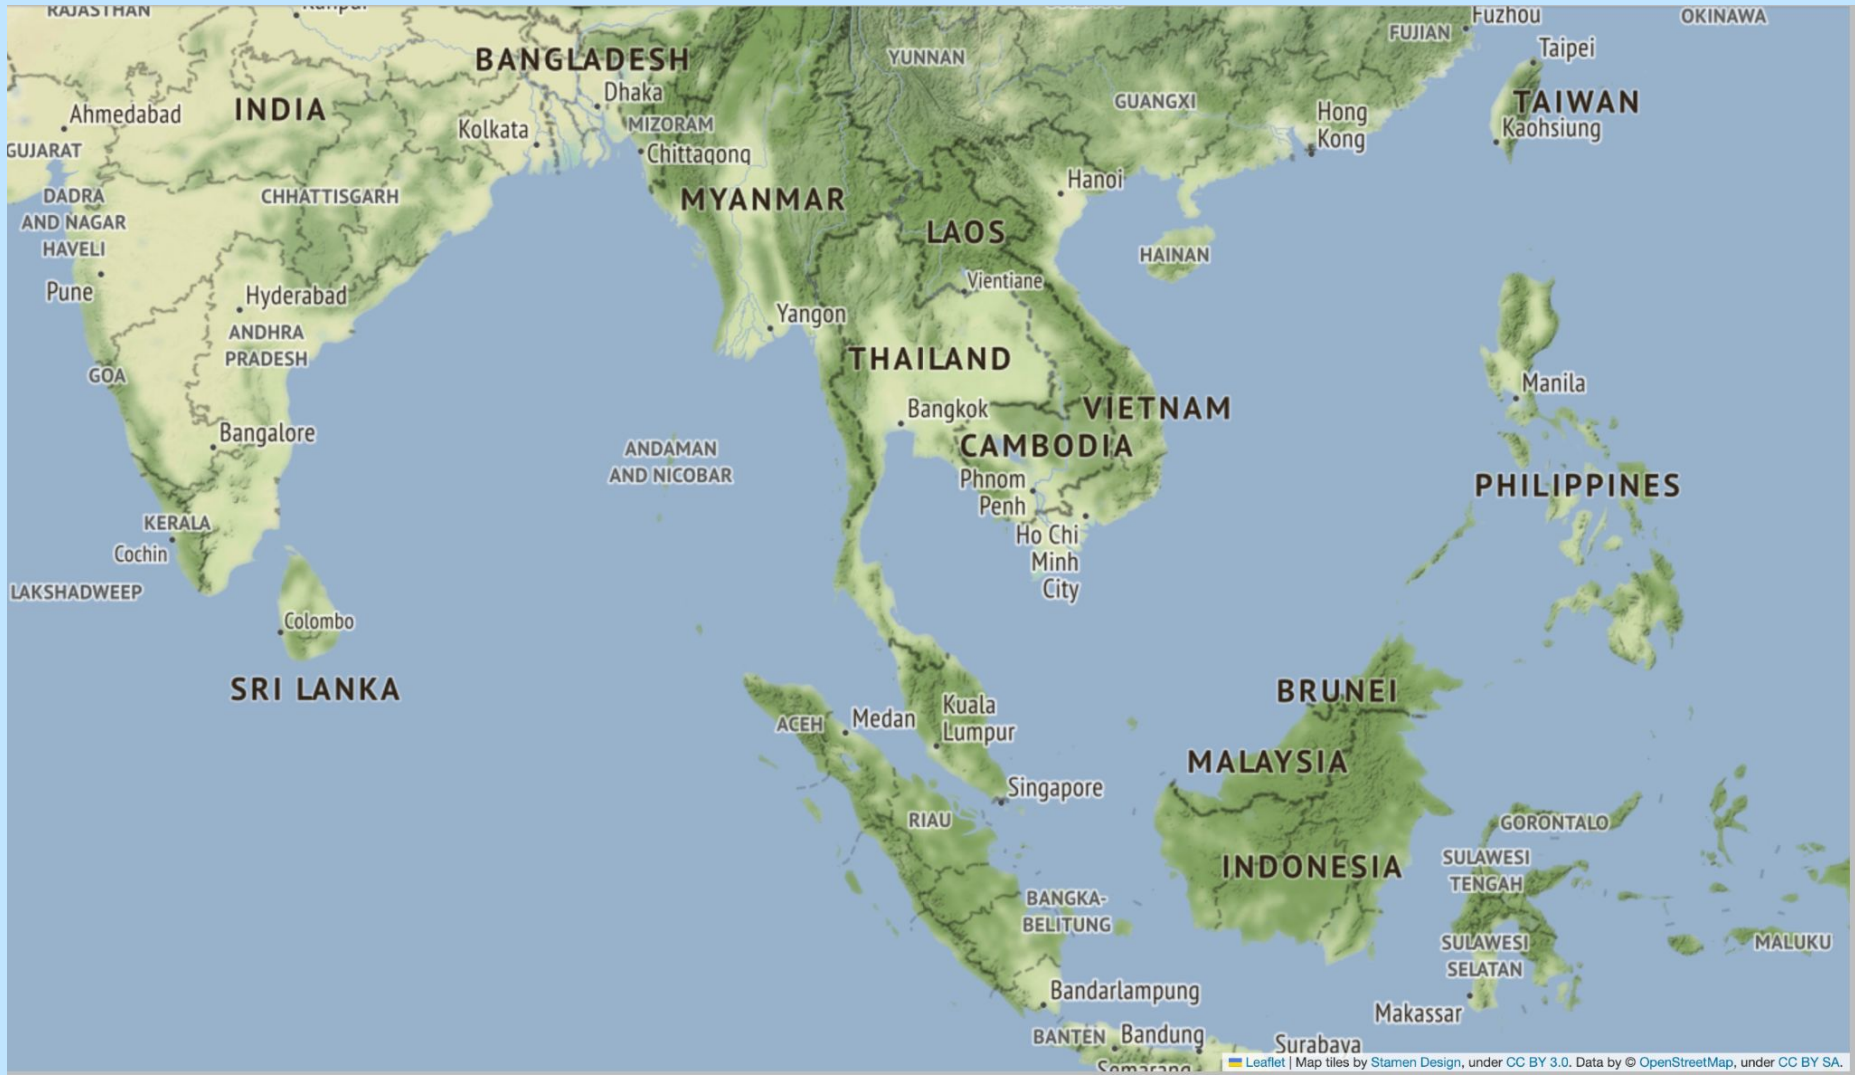 RAJASTHAN
Kanpur
Fuzhou
OKINAWA
FUJIAN
Taipei
BANGLADESH
YUNNAN
Dhaka
Ahmedabad
INDIA
GUANGXI
Hong
Kong
TAIWAN
Kaohsiung
Kolkata
MIZORAM
GUJARAT
Chittagong
Hanoi
DADRA
AND NAGAR
HAVELI
CHHATTISGARH
MYANMAR
LAOS
HAINAN
Pune
Hyderabad
Vientiane
Yangon
ANDHRA
PRADESH
THAILAND
GOA
Manila
Bangkok
VIETNAM
Bangalore
ANDAMAN
AND NICOBAR
CAMBODIA
Phnom
Penh
PHILIPPINES
KERALA
Cochin
Ho Chi
Minh
City
LAKSHADWEEP
Colombo
SRI LANKA
BRUNEI
ACEH
Medan
Kuala
Lumpur
MALAYSIA
Singapore
RIAU
GORONTALO
INDONESIA
SULAWESI
TENGAH
BANGKA-
BELITUNG
SULAWESI
SELATAN
MALUKU
Bandarlampung
Makassar
BANTEN
Bandung
Surabaya
Semarang
Leaflet | Map tiles by Stamen Design, under CC BY 3.0. Data by © OpenStreetMap, under CC BY SA.